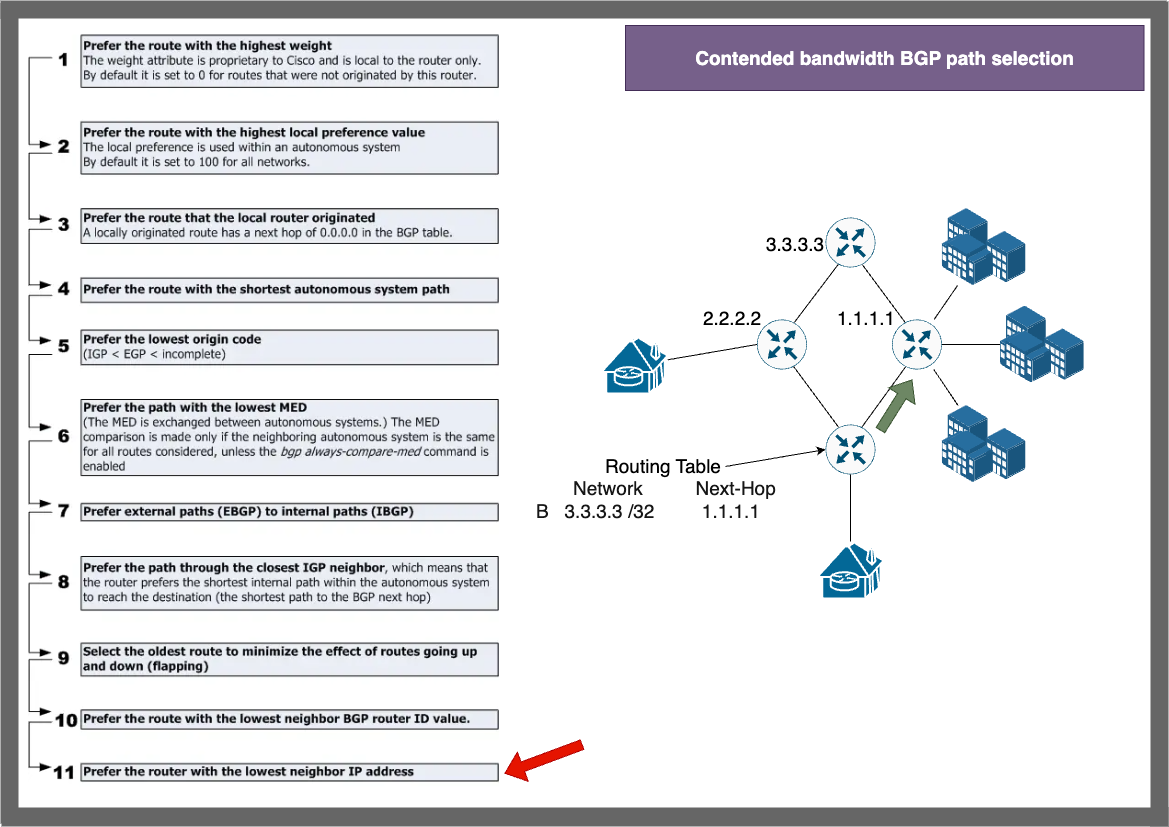 Contended bandwidth BGP path selection
1
Prefer the route with the highest weight
The weight attribute is proprietary to Cisco and is local to the router only.
By default it is set to 0 for routes that were not originated by this router.
2
Prefer the route with the highest local preference value
The local preference is used within an autonomous system
By default it is set to 100 for all networks.
3
Prefer the route that the local router originated
A locally originated route has a next hop of 0.0.0.0 in the BGP table.
4
Prefer the route with the shortest autonomous system path
5
Prefer the lowest origin code
(IGP < EGP < incomplete)
6
Prefer the path with the lowest MED
(The MED is exchanged between autonomous systems.) The MED
comparison is made only if the neighboring autonomous system is the same
for all routes considered, unless the bgp always-compare-med command is
enabled
7
Prefer external paths (EBGP) to internal paths (IBGP)
8
Prefer the path through the closest IGP neighbor, which means that
the router prefers the shortest internal path within the autonomous system
to reach the destination (the shortest path to the BGP next hop)
9
Select the oldest route to minimize the effect of routes going up
and down (flapping)
10
Prefer the route with the lowest neighbor BGP router ID value.
11
Prefer the router with the lowest neighbor IP address
3.3.3.3
2.2.2.2
1.1.1.1
Routing Table
Network Next-Hop
B 3.3.3.3 /32 1.1.1.1